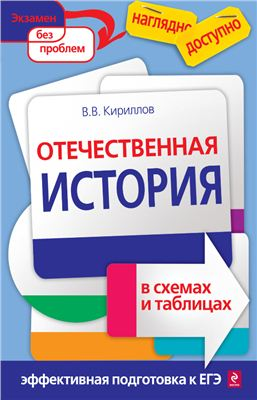 Экзамен
без
проблем
наглядно
доступно
В.В. Кириллов
ОТЕЧЕСТВЕННАЯ
ИСТОРИЯ
в схемах
и таблицах
эффективная подготовка к ЕГЭ